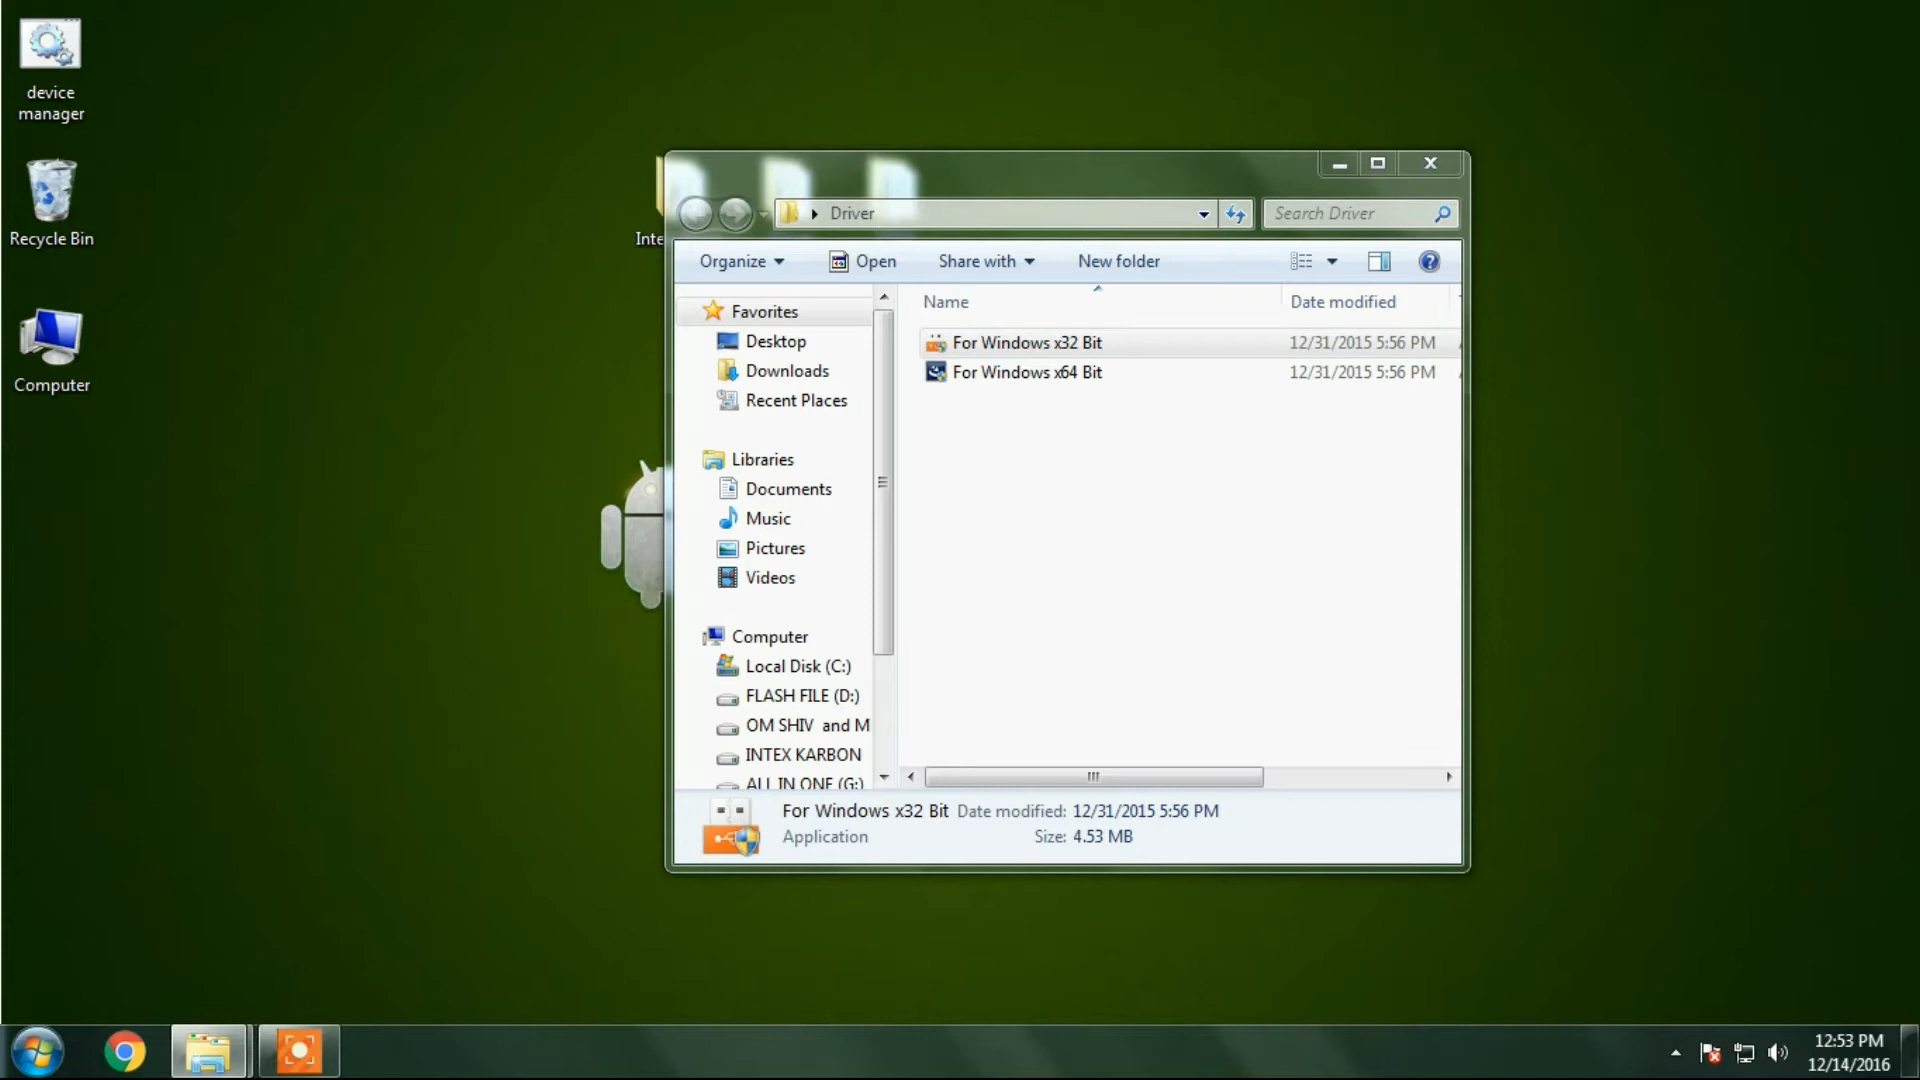 device
manager
Recycle Bin
Computer
Inte
Driver
Search Driver
Organize
Open
Share with
New folder
Name
Date modified
Favorites
Desktop
Downloads
Recent Places
Libraries
Documents
Music
Pictures
Videos
Computer
Local Disk (C:)
FLASH FILE (D:)
OM SHIV and M
INTEX KARBON
ALL IN ONE (G:)
For Windows x32 Bit 12/31/2015 5:56 PM
For Windows x64 Bit 12/31/2015 5:56 PM
For Windows x32 Bit Date modified: 12/31/2015 5:56 PM
Application Size: 4.53 MB
12:53 PM
12/14/2016